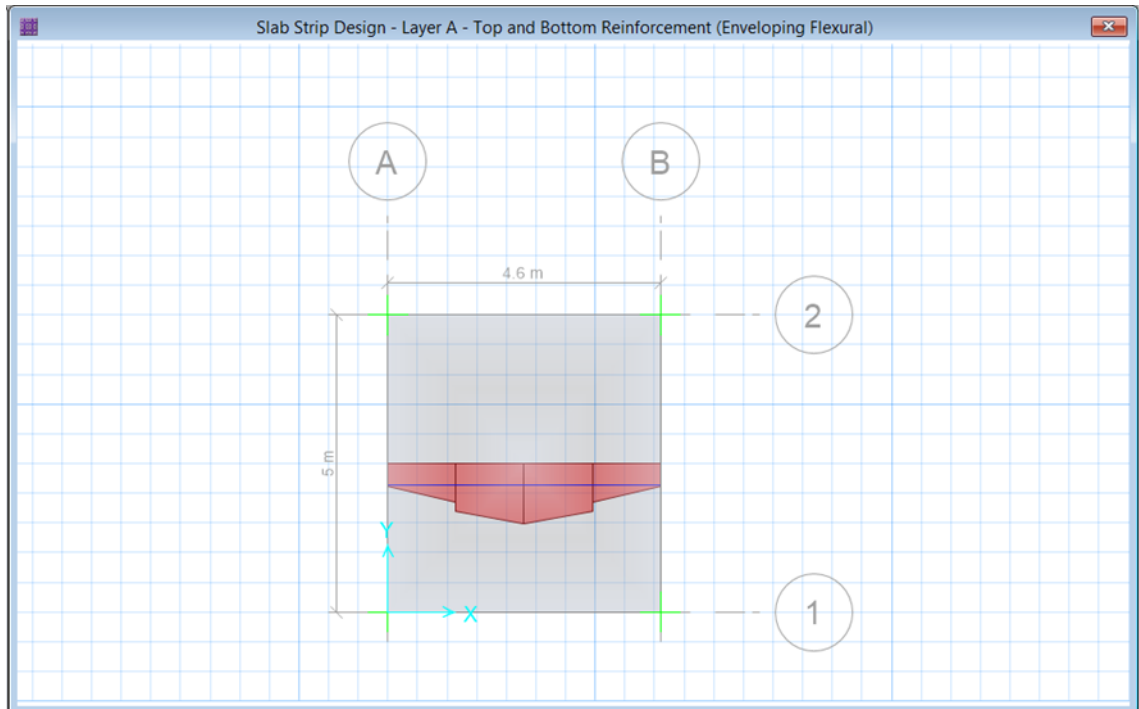 Slab Strip Design - Layer A - Top and Bottom Reinforcement (Enveloping Flexural)
A
B
4.6 m
2
5 m
Y
X
1